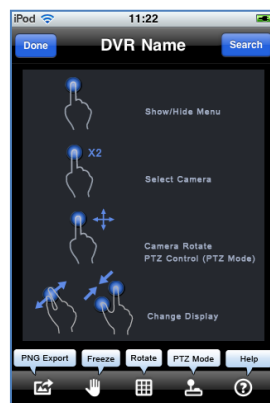 iPod 11:22
Done DVR Name Search
Show/Hide Menu
X2
Select Camera
Camera Rotate
PTZ Control (PTZ Mode)
Change Display
PNG Export Freeze Rotate PTZ Mode Help
?